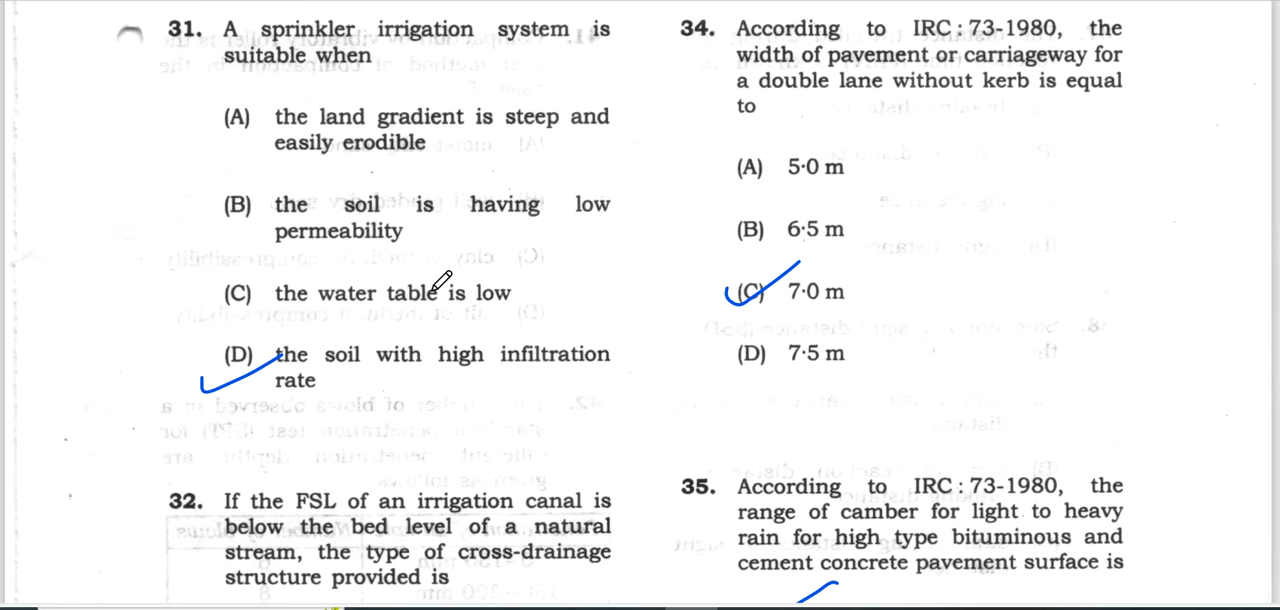 31. A sprinkler irrigation system is
suitable when
(A) the land gradient is steep and
easily erodible
(B) the soil is having low
permeability
(C) the water table is low
(D) the soil with high infiltration
rate
32. If the FSL of an irrigation canal is
below the bed level of a natural
stream, the type of cross-drainage
structure provided is
34. According to IRC : 73-1980, the
width of pavement or carriageway for
a double lane without kerb is equal
to
(A) 5·0 m
(B) 6·5 m
(C) 7·0 m
(D) 7·5 m
35. According to IRC : 73-1980, the
range of camber for light to heavy
rain for high type bituminous and
cement concrete pavement surface is